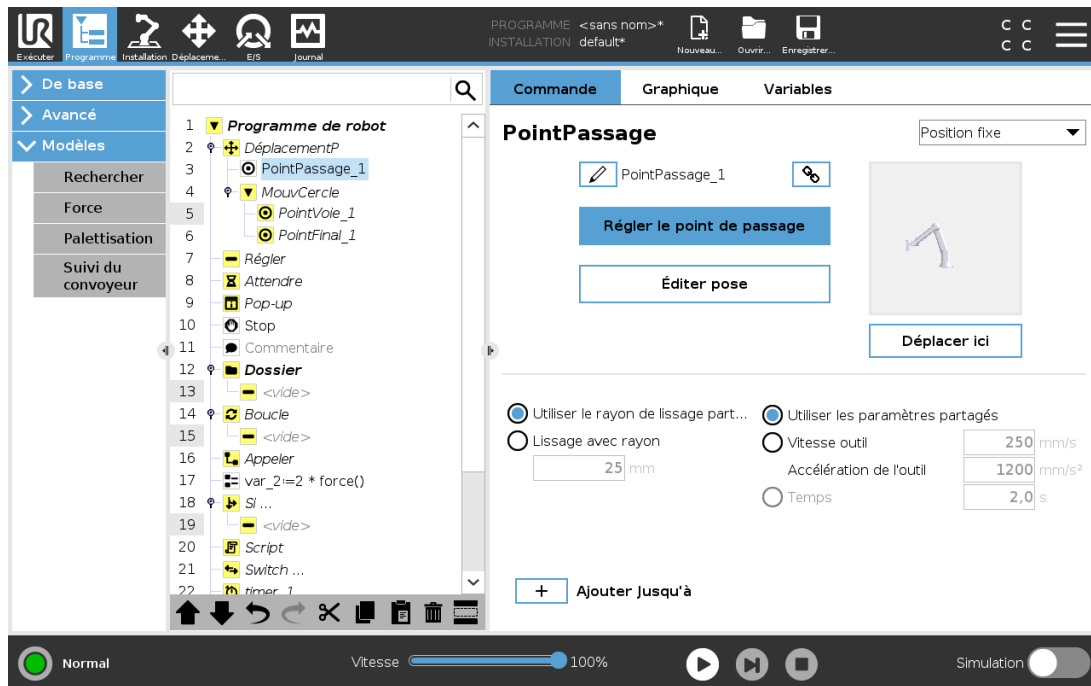 PROGRAMME <sans nom>*
INSTALLATION default*
Exécuter Programme Installation Déplaceme... E/S Journal
Nouveau... Ouvrir... Enregistrer...
C C
C C
De base
Avancé
Modèles
Rechercher
Force
Palettisation
Suivi du
convoyeur
1 Programme de robot
2 DéplacementP
3 PointPassage_1
4 MouvCercle
5 PointVoie_1
6 PointFinal_1
7 Régler
8 Attendre
9 Pop-up
10 Stop
11 Commentaire
12 Dossier
13 <vide>
14 Boucle
15 <vide>
16 Appeler
17 var_2:=2 * force()
18 Si ...
19 <vide>
20 Script
21 Switch ...
22 timer_1
Commande Graphique Variables
PointPassage
Position fixe
PointPassage_1
Régler le point de passage
Éditer pose
Déplacer ici
Utiliser le rayon de lissage part...
Lissage avec rayon
25 mm
Utiliser les paramètres partagés
Vitesse outil 250 mm/s
Accélération de l'outil 1200 mm/s²
Temps 2,0 s
+ Ajouter Jusqu'à
Normal
Vitesse 100%
Simulation